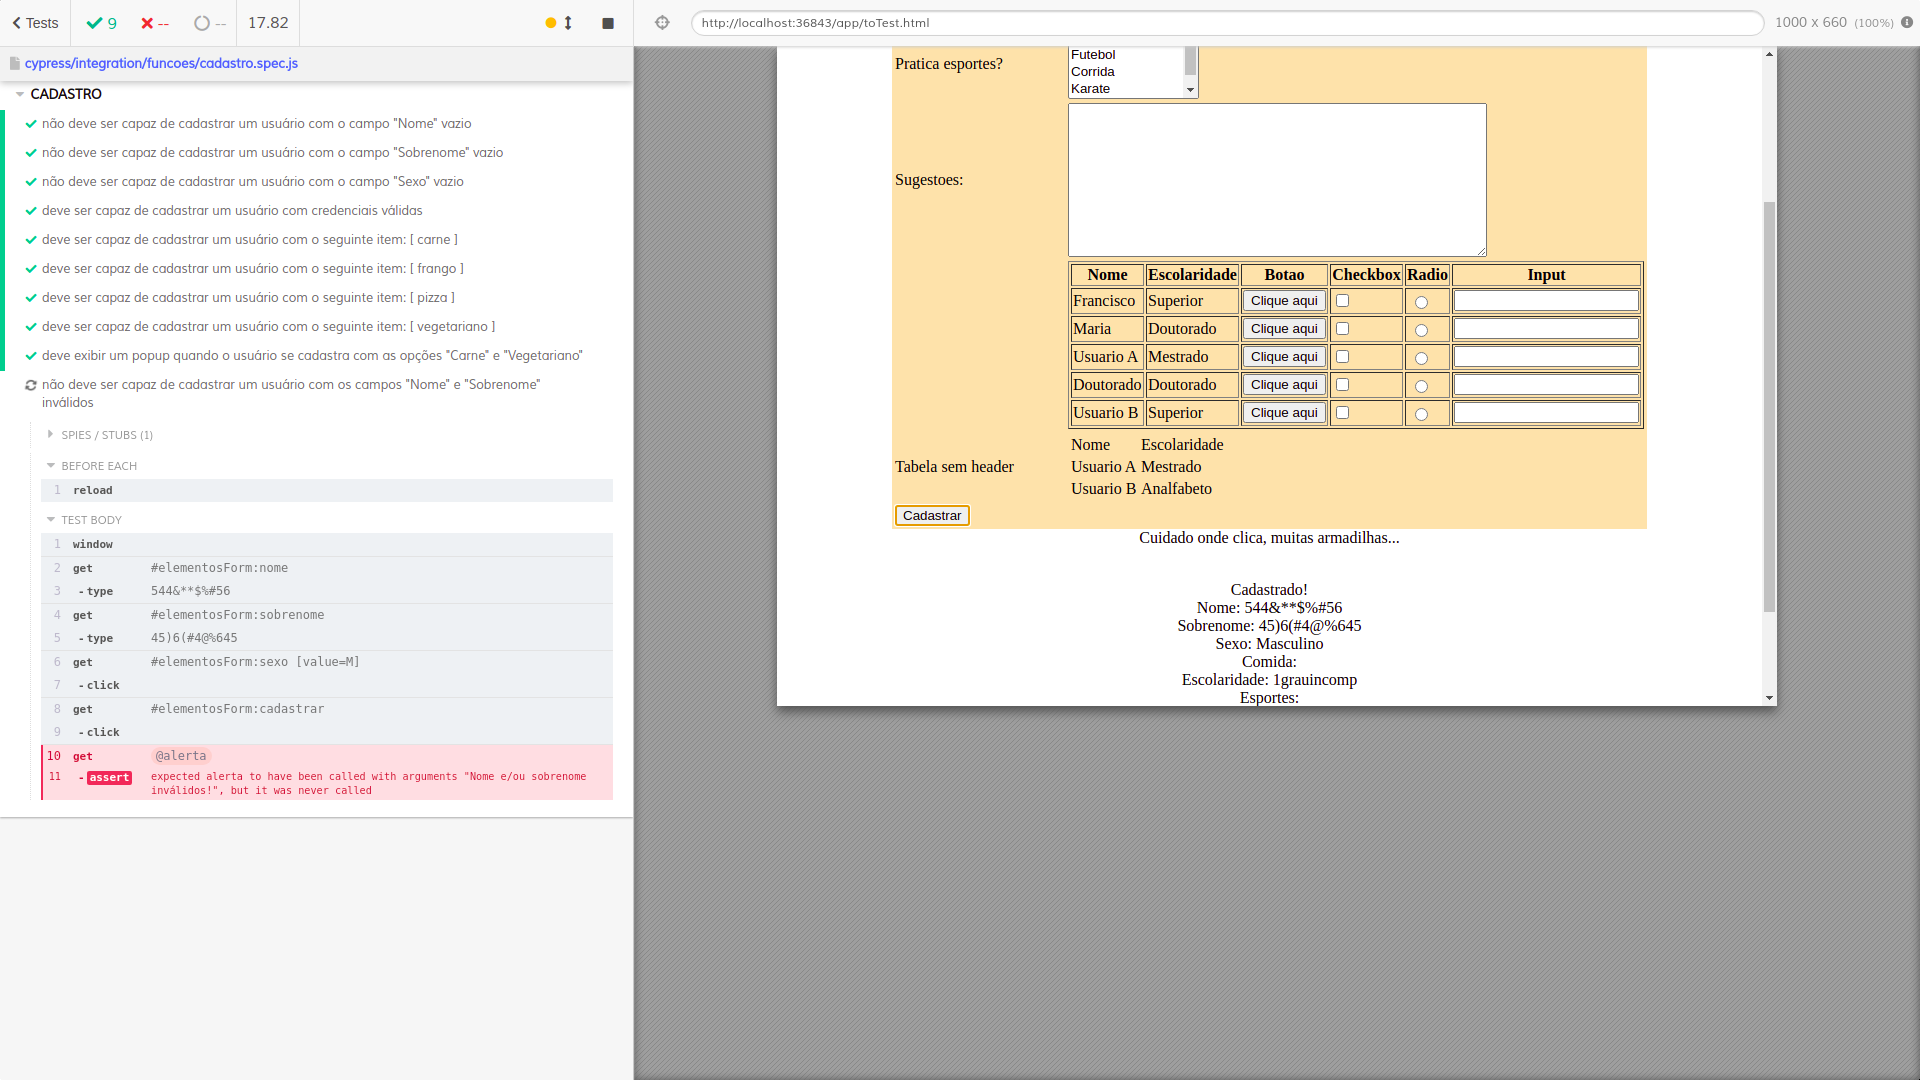 Tests
9
--
--
17.82
http://localhost:36843/app/toTest.html
1000 x 660 (100%)
cypress/integration/funcoes/cadastro.spec.js
CADASTRO
não deve ser capaz de cadastrar um usuário com o campo "Nome" vazio
não deve ser capaz de cadastrar um usuário com o campo "Sobrenome" vazio
não deve ser capaz de cadastrar um usuário com o campo "Sexo" vazio
deve ser capaz de cadastrar um usuário com credenciais válidas
deve ser capaz de cadastrar um usuário com o seguinte item: [ carne ]
deve ser capaz de cadastrar um usuário com o seguinte item: [ frango ]
deve ser capaz de cadastrar um usuário com o seguinte item: [ pizza ]
deve ser capaz de cadastrar um usuário com o seguinte item: [ vegetariano ]
deve exibir um popup quando o usuário se cadastra com as opções "Carne" e "Vegetariano"
não deve ser capaz de cadastrar um usuário com os campos "Nome" e "Sobrenome"
inválidos
SPIES / STUBS (1)
BEFORE EACH
1 reload
TEST BODY
1 window
2 get #elementosForm:nome
3 -type 544&**$%#56
4 get #elementosForm:sobrenome
5 -type 45)6(#4@%645
6 get #elementosForm:sexo [value=M]
7 -click
8 get #elementosForm:cadastrar
9 -click
10 get @alerta
11 -assert expected alerta to have been called with arguments "Nome e/ou sobrenome
inválidos!", but it was never called
Pratica esportes?
Futebol
Corrida
Karate
Sugestoes:
Nome Escolaridade Botao Checkbox Radio Input
Francisco Superior Clique aqui
Maria Doutorado Clique aqui
Usuario A Mestrado Clique aqui
Doutorado Doutorado Clique aqui
Usuario B Superior Clique aqui
Tabela sem header
Nome Escolaridade
Usuario A Mestrado
Usuario B Analfabeto
Cadastrar
Cuidado onde clica, muitas armadilhas...
Cadastrado!
Nome: 544&**$%#56
Sobrenome: 45)6(#4@%645
Sexo: Masculino
Comida:
Escolaridade: 1grauincomp
Esportes: